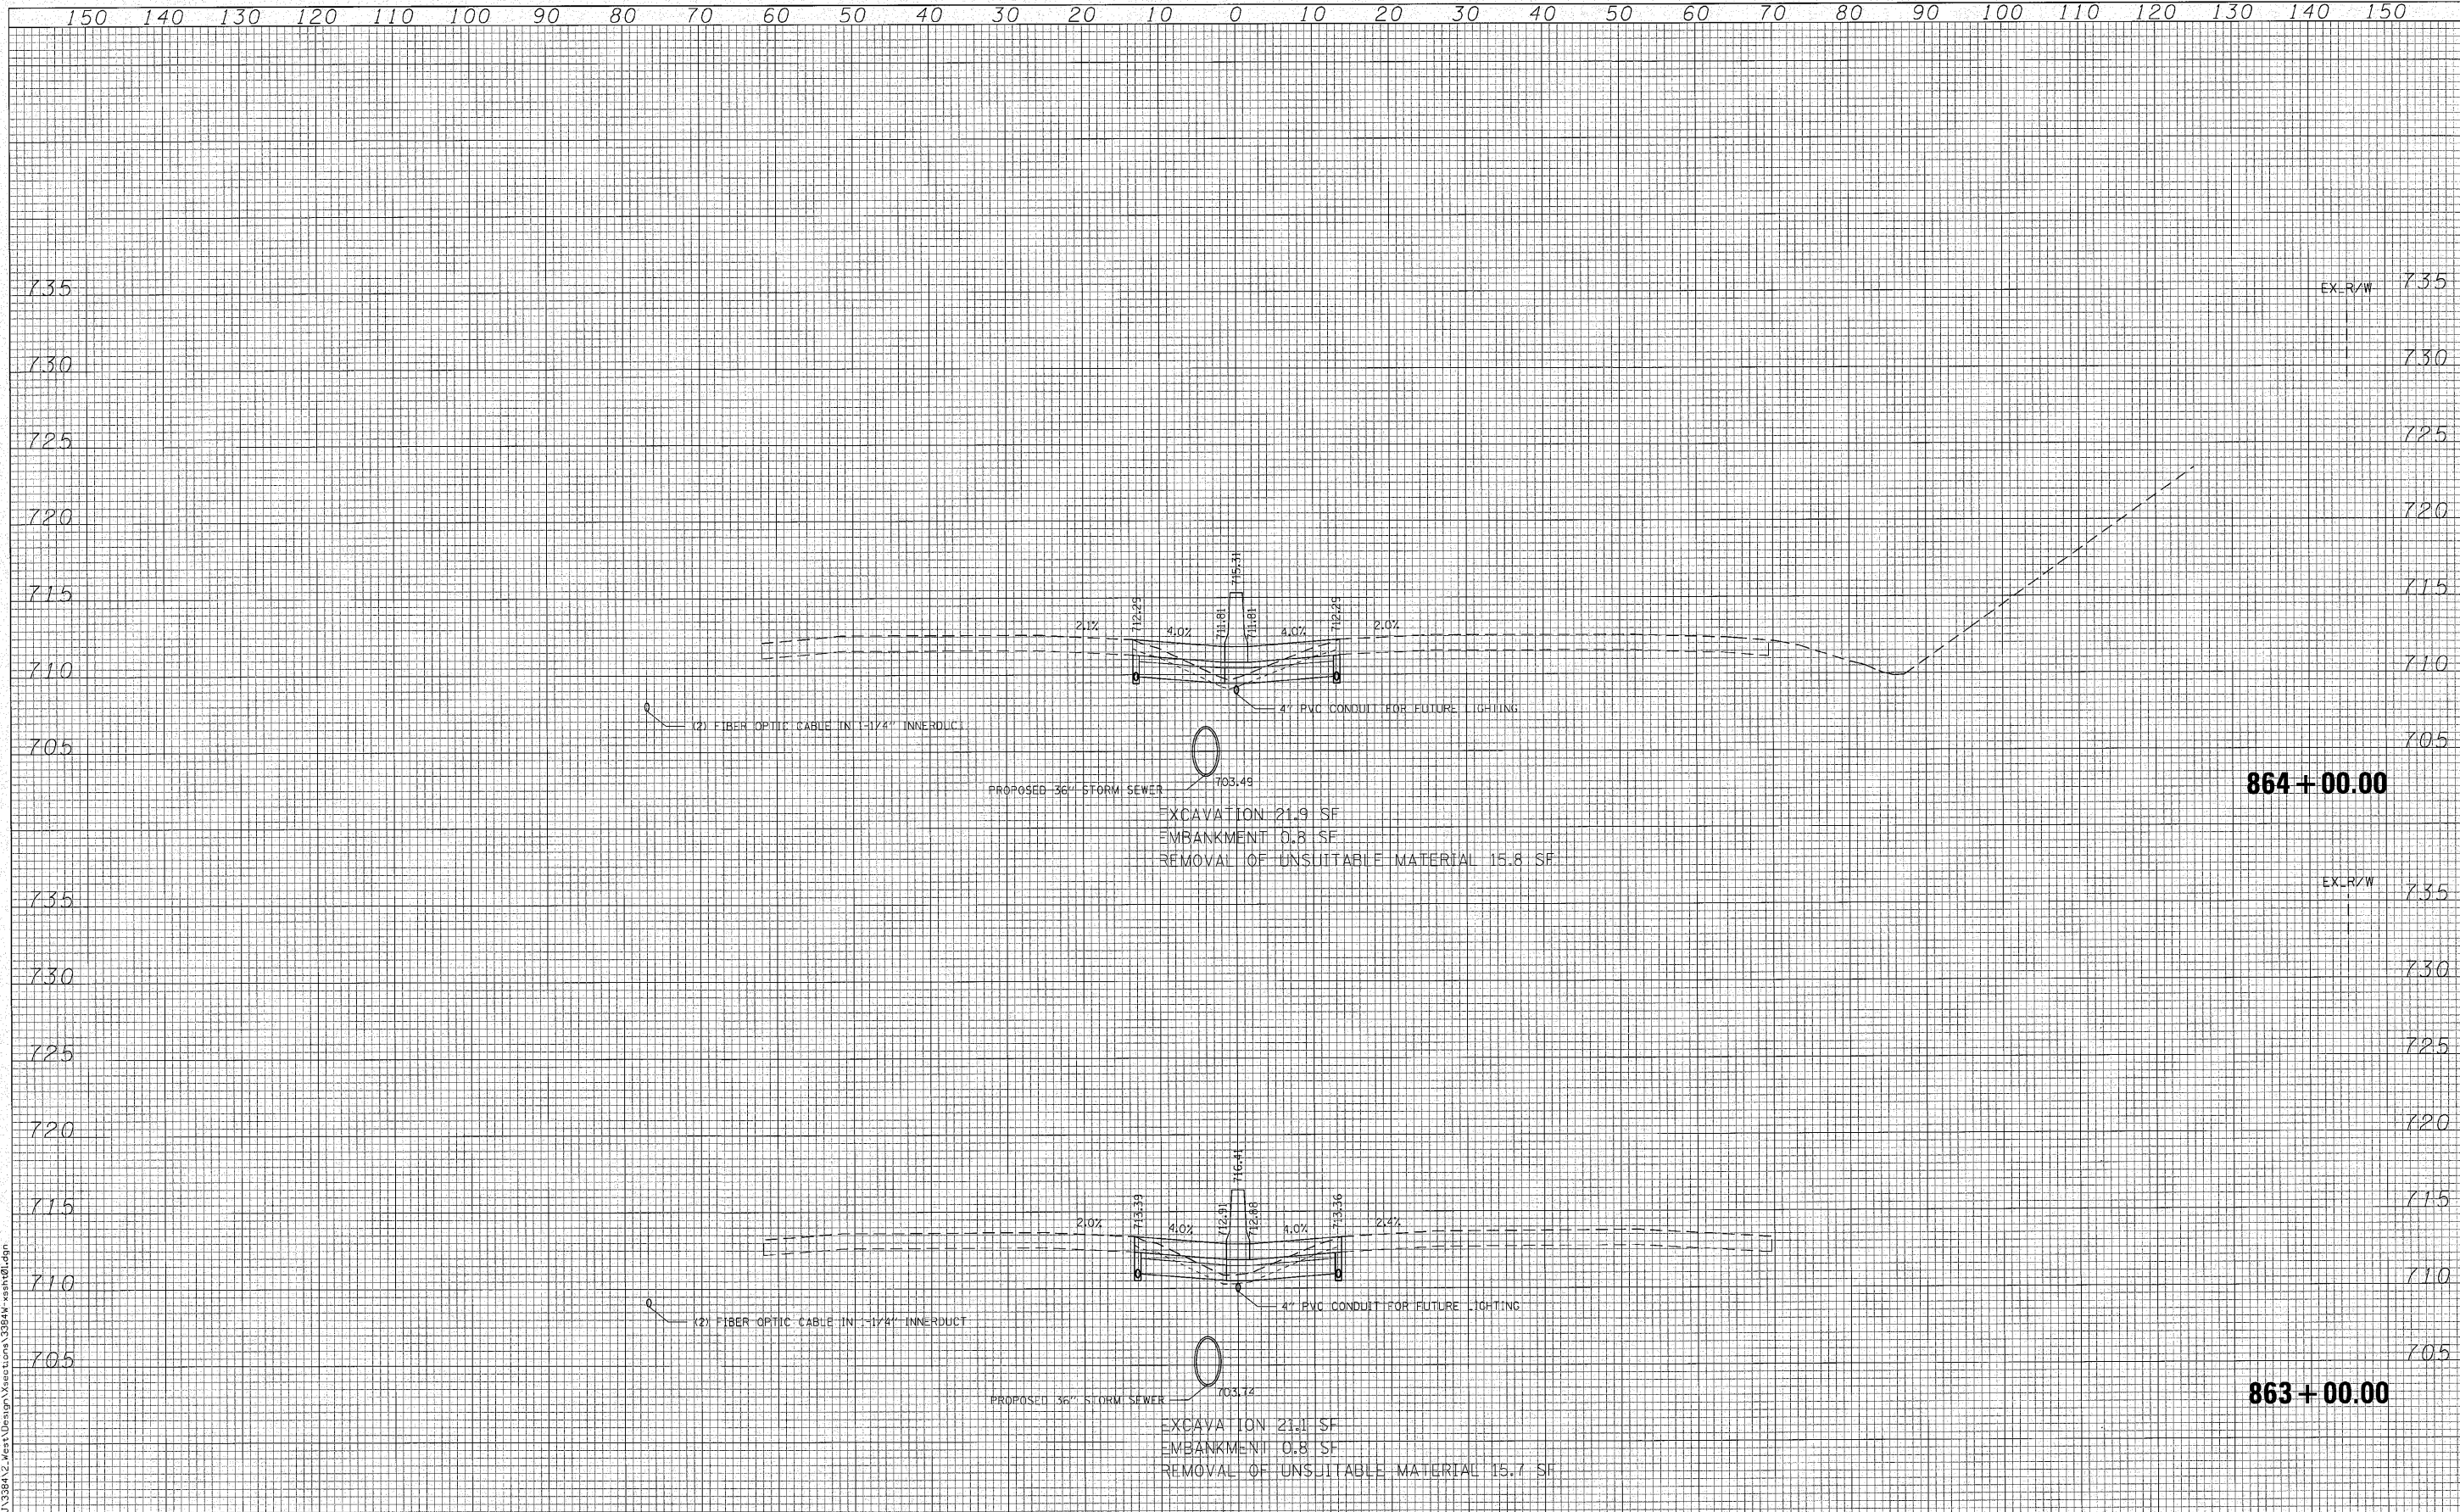 150 140 130 120 110 100 90 80 70 60 50 40 30 20 10 0 10 20 30 40 50 60 70 80 90 100 110 120 130 140 150
735 EX_R/W 735
730 730
725 725
720 720
715.31
715 715
712.29 711.81 711.81 712.29
2.1% 4.0% 4.0% 2.0%
710 710
4" PVC CONDUIT FOR FUTURE LIGHTING
(2) FIBER OPTIC CABLE IN 1-1/4" INNERDUCT
705 705
703.49
PROPOSED 36" STORM SEWER
864+00.00
EXCAVATION 21.9 SF
EMBANKMENT 0.8 SF
REMOVAL OF UNSUITABLE MATERIAL 15.8 SF
735 EX_R/W 735
730 730
725 725
720 720
716.41
715 715
713.39 712.91 712.88 713.36
2.0% 4.0% 4.0% 2.4%
710 710
4" PVC CONDUIT FOR FUTURE LIGHTING
(2) FIBER OPTIC CABLE IN 1-1/4" INNERDUCT
705 705
703.74
PROPOSED 36" STORM SEWER
863+00.00
EXCAVATION 21.1 SF
EMBANKMENT 0.8 SF
REMOVAL OF UNSUITABLE MATERIAL 15.7 SF
\3384\2_West\Design\Xsections\3384W-xssht01.dgn